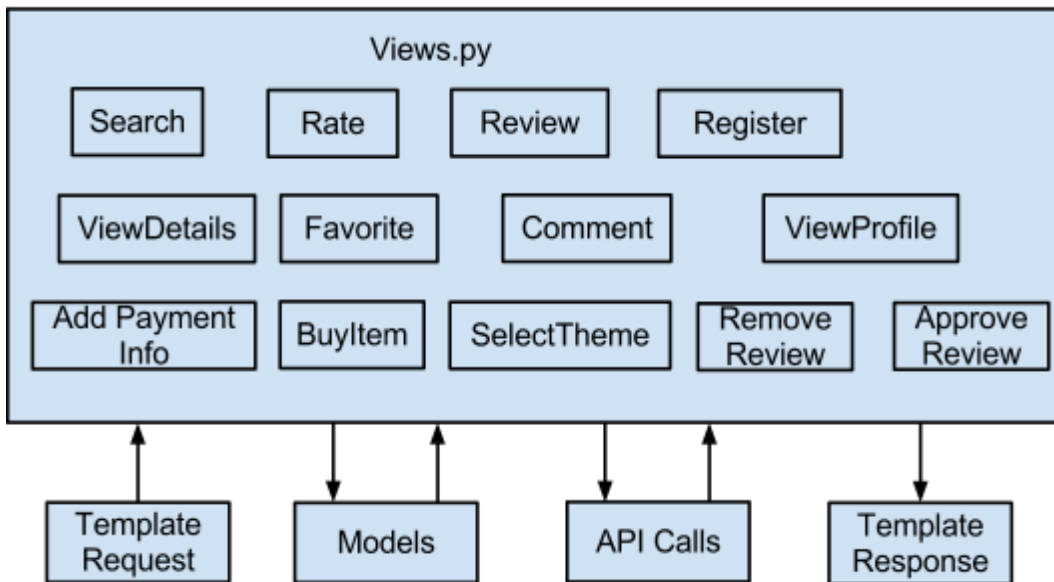 Views.py
Search
Rate
Review
Register
ViewDetails
Favorite
Comment
ViewProfile
Add Payment
Info
BuyItem
SelectTheme
Remove
Review
Approve
Review
Template
Request
Models
API Calls
Template
Response